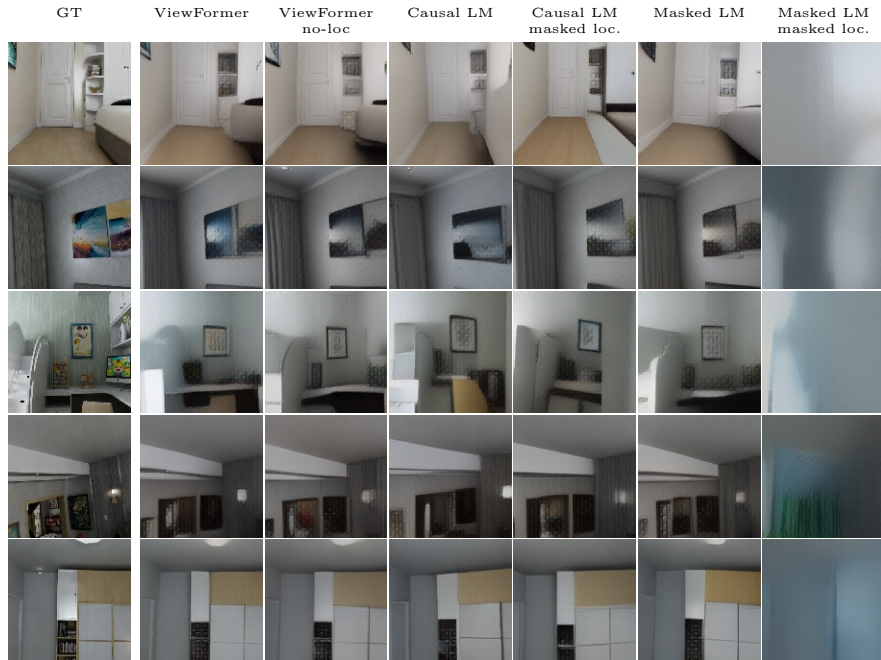 GT
ViewFormer
ViewFormer
no-loc
Causal LM
Causal LM
masked loc.
Masked LM
Masked LM
masked loc.